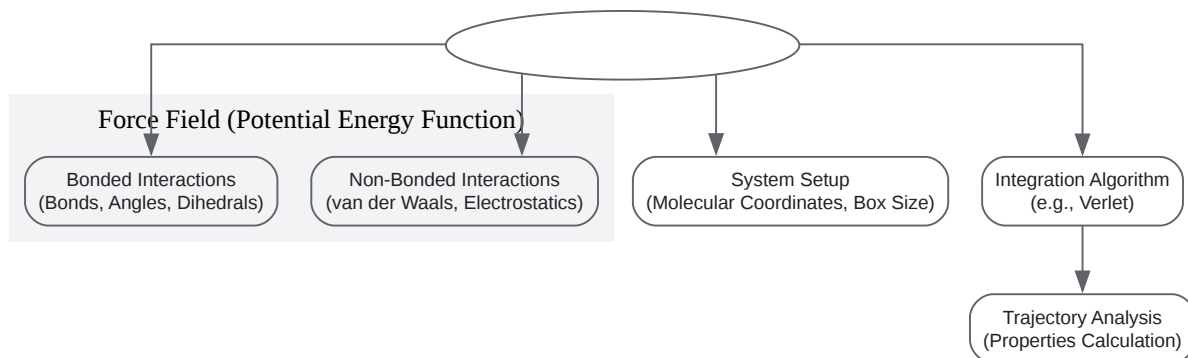 Force Field (Potential Energy Function)
Bonded Interactions
(Bonds, Angles, Dihedrals)
Non-Bonded Interactions
(van der Waals, Electrostatics)
System Setup
(Molecular Coordinates, Box Size)
Integration Algorithm
(e.g., Verlet)
Trajectory Analysis
(Properties Calculation)